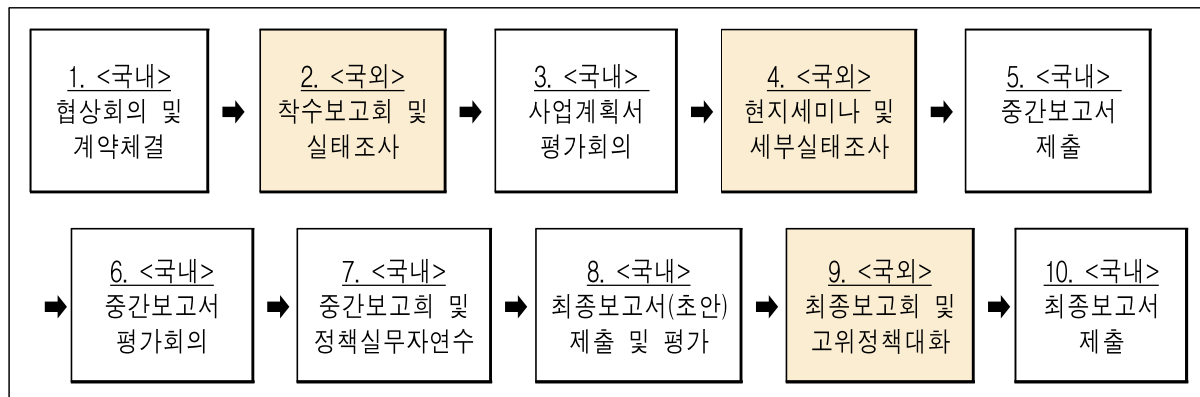 1. <국내>
협상회의 및
계약체결
2. <국외>
착수보고회 및
실태조사
3. <국내>
사업계획서
평가회의
4. <국외>
현지세미나 및
세부실태조사
5. <국내>
중간보고서
제출
6. <국내>
중간보고서
평가회의
7. <국내>
중간보고회 및
정책실무자연수
8. <국내>
최종보고서(초안)
제출 및 평가
9. <국외>
최종보고회 및
고위정책대화
10. <국내>
최종보고서
제출